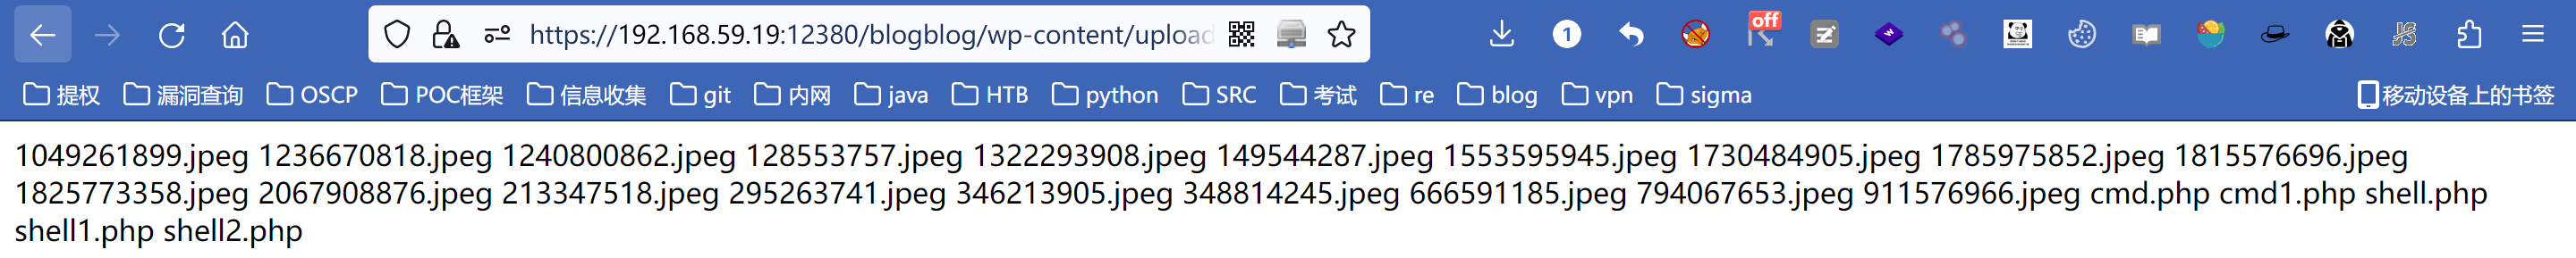 https://192.168.59.19:12380/blogblog/wp-content/upload
1
off
JS
提权 漏洞查询 OSCP POC框架 信息收集 git 内网 java HTB python SRC 考试 re blog vpn sigma 移动设备上的书签
1049261899.jpeg 1236670818.jpeg 1240800862.jpeg 128553757.jpeg 1322293908.jpeg 149544287.jpeg 1553595945.jpeg 1730484905.jpeg 1785975852.jpeg 1815576696.jpeg
1825773358.jpeg 2067908876.jpeg 213347518.jpeg 295263741.jpeg 346213905.jpeg 348814245.jpeg 666591185.jpeg 794067653.jpeg 911576966.jpeg cmd.php cmd1.php shell.php
shell1.php shell2.php